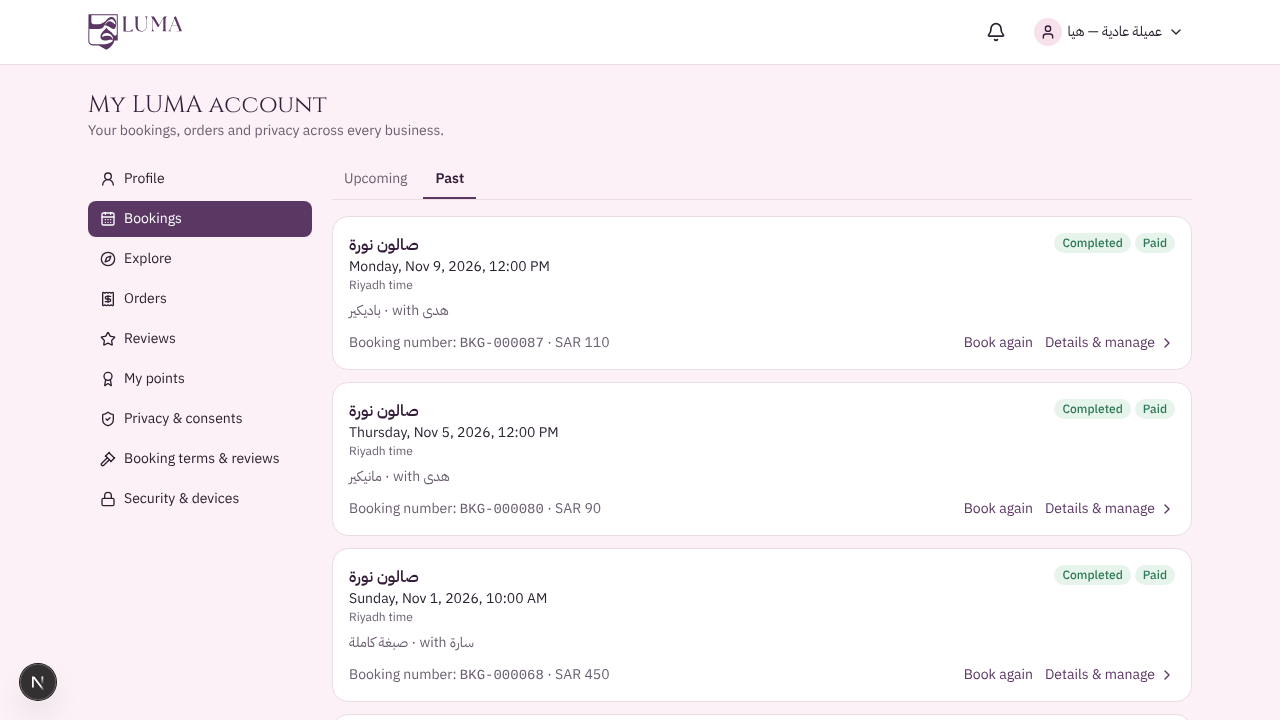 LUMA
عميلة عادية — هيا
My LUMA account
Your bookings, orders and privacy across every business.
Profile
Bookings
Explore
Orders
Reviews
My points
Privacy & consents
Booking terms & reviews
Security & devices
Upcoming
Past
صالون نورة
Completed
Paid
Monday, Nov 9, 2026, 12:00 PM
Riyadh time
باديكير · with هدى
Booking number: BKG-000087 · SAR 110
Book again
Details & manage
صالون نورة
Completed
Paid
Thursday, Nov 5, 2026, 12:00 PM
Riyadh time
مانيكير · with هدى
Booking number: BKG-000080 · SAR 90
Book again
Details & manage
صالون نورة
Completed
Paid
Sunday, Nov 1, 2026, 10:00 AM
Riyadh time
صبغة كاملة · with سارة
Booking number: BKG-000068 · SAR 450
Book again
Details & manage
N